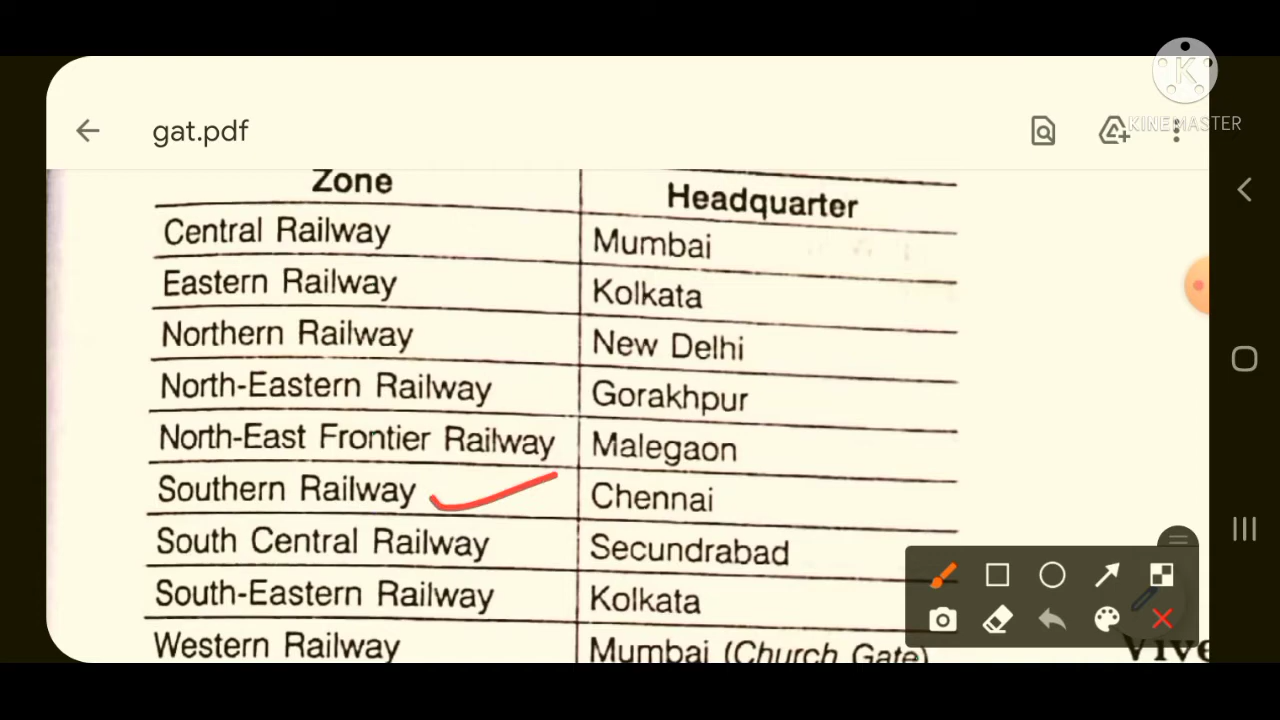 K
KINEMASTER
gat.pdf
Zone Headquarter
Central Railway Mumbai
Eastern Railway Kolkata
Northern Railway New Delhi
North-Eastern Railway Gorakhpur
North-East Frontier Railway Malegaon
Southern Railway Chennai
South Central Railway Secundrabad
South-Eastern Railway Kolkata
Western Railway Mumbai (Church Gate)